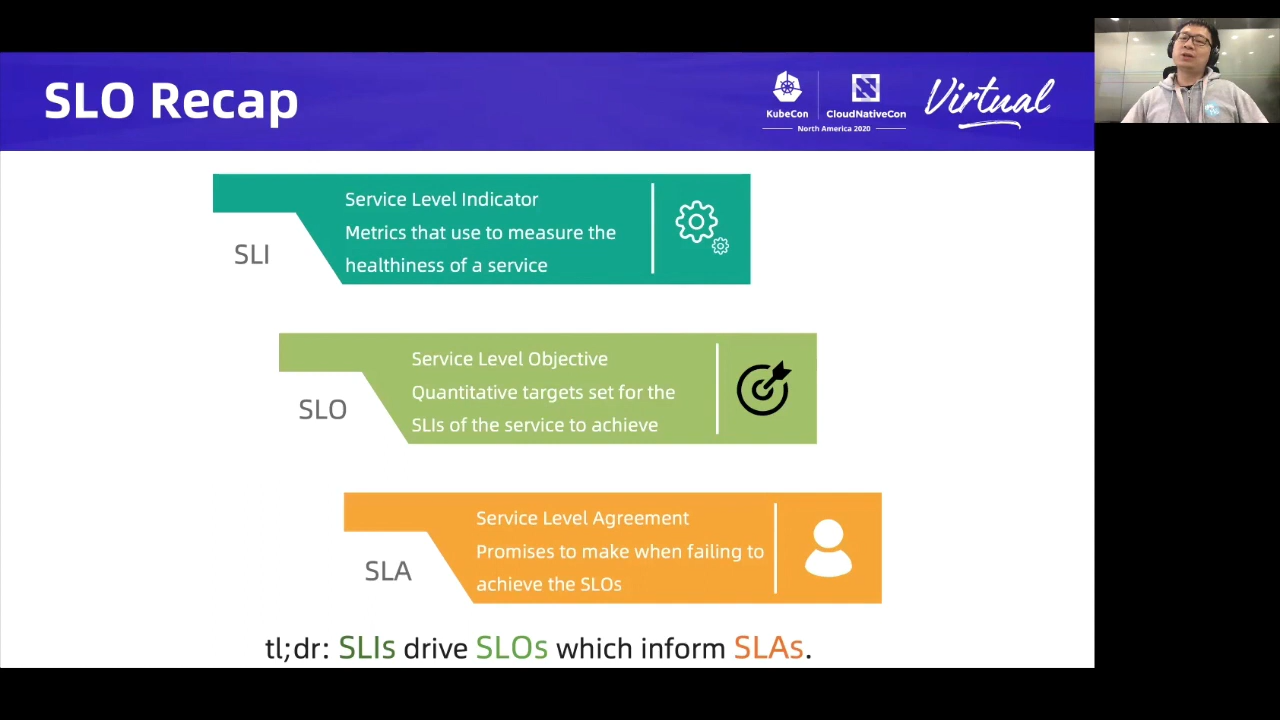 SLO Recap
KubeCon
CloudNativeCon
North America 2020
Virtual
Service Level Indicator
Metrics that use to measure the
healthiness of a service
SLI
Service Level Objective
Quantitative targets set for the
SLIs of the service to achieve
SLO
Service Level Agreement
Promises to make when failing to
achieve the SLOs
SLA
tl;dr: SLIs drive SLOs which inform SLAs.